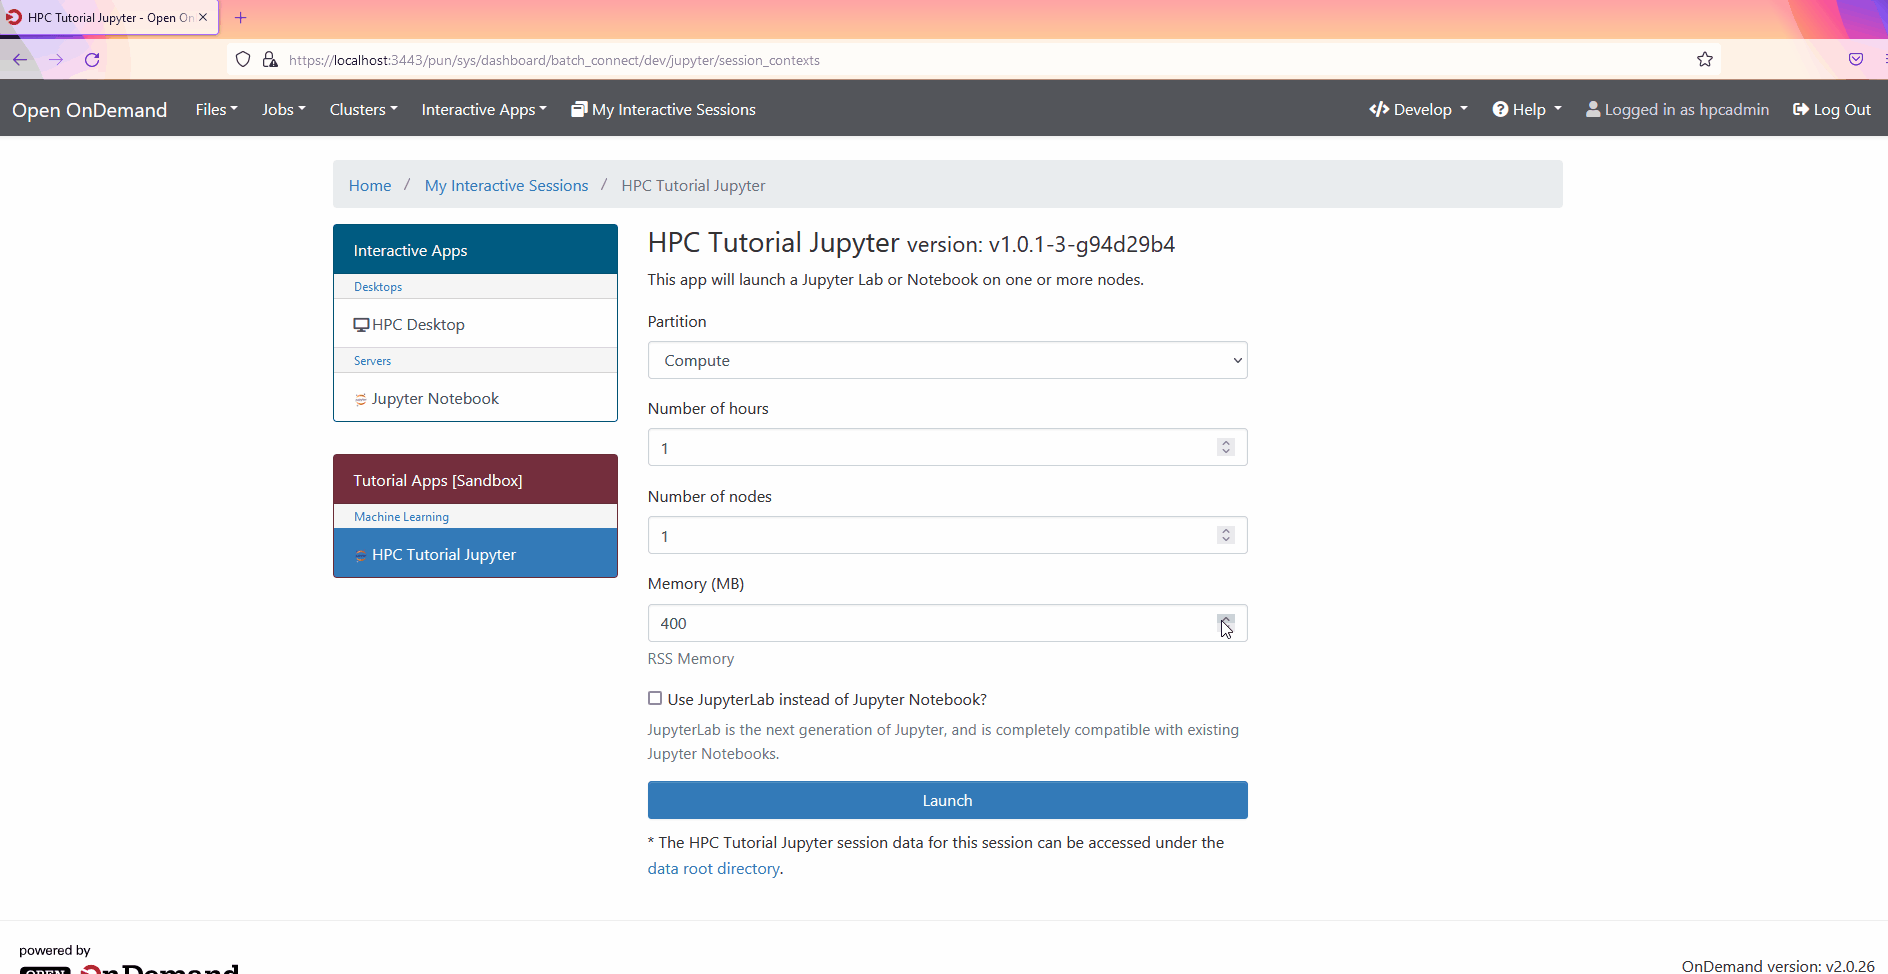 HPC Tutorial Jupyter - Open On
https://localhost:3443/pun/sys/dashboard/batch_connect/dev/jupyter/session_contexts
Open OnDemand Files Jobs Clusters Interactive Apps My Interactive Sessions Develop Help Logged in as hpcadmin Log Out
Home / My Interactive Sessions / HPC Tutorial Jupyter
Interactive Apps
Desktops
HPC Desktop
Servers
Jupyter Notebook
Tutorial Apps [Sandbox]
Machine Learning
HPC Tutorial Jupyter
HPC Tutorial Jupyter version: v1.0.1-3-g94d29b4
This app will launch a Jupyter Lab or Notebook on one or more nodes.
Partition
Compute
Number of hours
1
Number of nodes
1
Memory (MB)
400
RSS Memory
Use JupyterLab instead of Jupyter Notebook?
JupyterLab is the next generation of Jupyter, and is completely compatible with existing
Jupyter Notebooks.
Launch
* The HPC Tutorial Jupyter session data for this session can be accessed under the
data root directory.
powered by
OPEN OnDemand
OnDemand version: v2.0.26